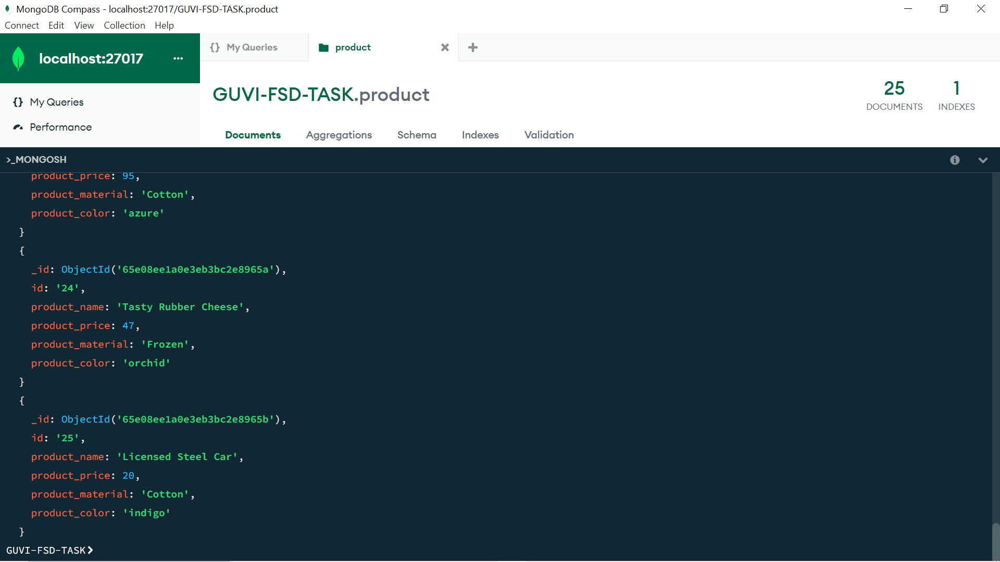 MongoDB Compass - localhost:27017/GUVI-FSD-TASK.product
Connect Edit View Collection Help
localhost:27017 ...
{} My Queries
product
My Queries
Performance
GUVI-FSD-TASK.product
25
DOCUMENTS
1
INDEXES
Documents Aggregations Schema Indexes Validation
>_MONGOSH
product_price: 95,
product_material: 'Cotton',
product_color: 'azure'
}
{
_id: ObjectId('65e08ee1a0e3eb3bc2e8965a'),
id: '24',
product_name: 'Tasty Rubber Cheese',
product_price: 47,
product_material: 'Frozen',
product_color: 'orchid'
}
{
_id: ObjectId('65e08ee1a0e3eb3bc2e8965b'),
id: '25',
product_name: 'Licensed Steel Car',
product_price: 20,
product_material: 'Cotton',
product_color: 'indigo'
}
GUVI-FSD-TASK>